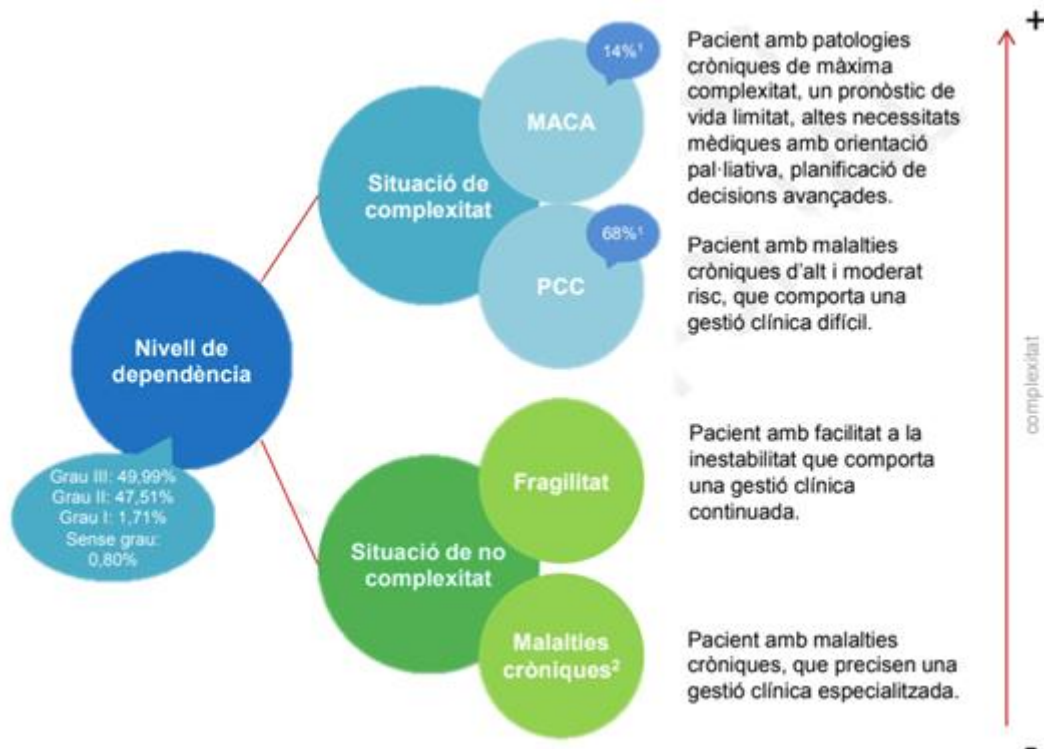 +
14%¹
MACA
Pacient amb patologies
cròniques de màxima
complexitat, un pronòstic de
vida limitat, altes necessitats
mèdiques amb orientació
pal·liativa, planificació de
decisions avançades.
Situació de
complexitat
68%¹
PCC
Pacient amb malalties
cròniques d'alt i moderat
risc, que comporta una
gestió clínica difícil.
Nivell de
dependència
complexitat
Grau III: 49,99%
Grau II: 47,51%
Grau I: 1,71%
Sense grau:
0,80%
Fragilitat
Pacient amb facilitat a la
inestabilitat que comporta
una gestió clínica
continuada.
Situació de no
complexitat
Malalties
cròniques²
Pacient amb malalties
cròniques, que precisen una
gestió clínica especialitzada.
-